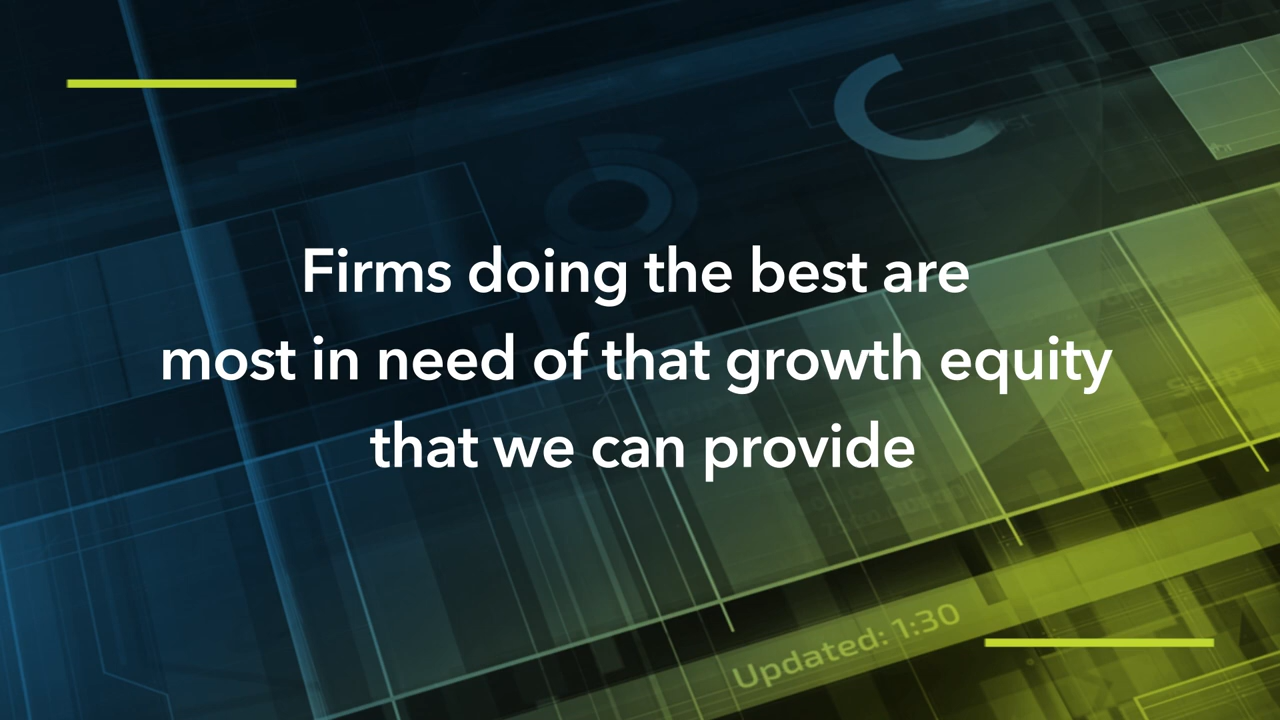 Firms doing the best are
most in need of that growth equity
that we can provide
Updated: 1:30